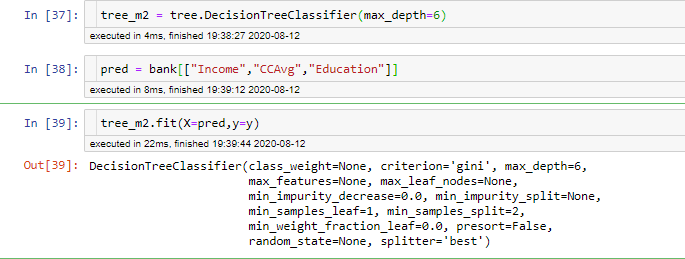 In [37]: tree_m2 = tree.DecisionTreeClassifier(max_depth=6)
executed in 4ms, finished 19:38:27 2020-08-12
In [38]: pred = bank[["Income","CCAvg","Education"]]
executed in 8ms, finished 19:39:12 2020-08-12
In [39]: tree_m2.fit(X=pred,y=y)
executed in 22ms, finished 19:39:44 2020-08-12
Out[39]: DecisionTreeClassifier(class_weight=None, criterion='gini', max_depth=6,
max_features=None, max_leaf_nodes=None,
min_impurity_decrease=0.0, min_impurity_split=None,
min_samples_leaf=1, min_samples_split=2,
min_weight_fraction_leaf=0.0, presort=False,
random_state=None, splitter='best')